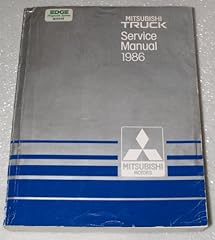 EDGE
MITSUBISHI
TRUCK
Service
Manual
1986
MITSUBISHI
MOTORS